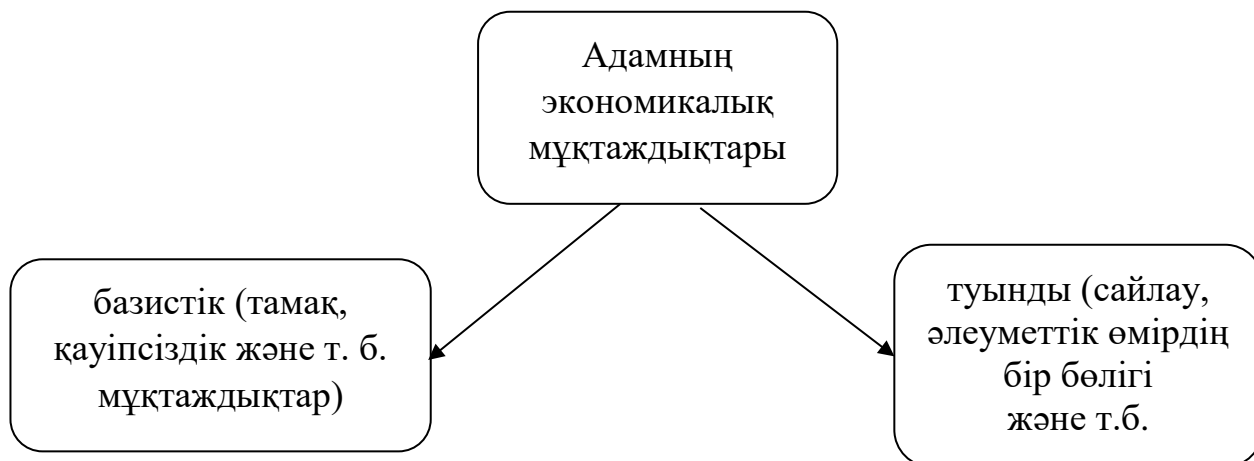 Адамның
экономикалық
мұқтаждықтары
базистік (тамақ,
қауіпсіздік және т. б.
мұқтаждықтар)
туынды (сайлау,
әлеуметтік өмірдің
бір бөлігі
және т.б.